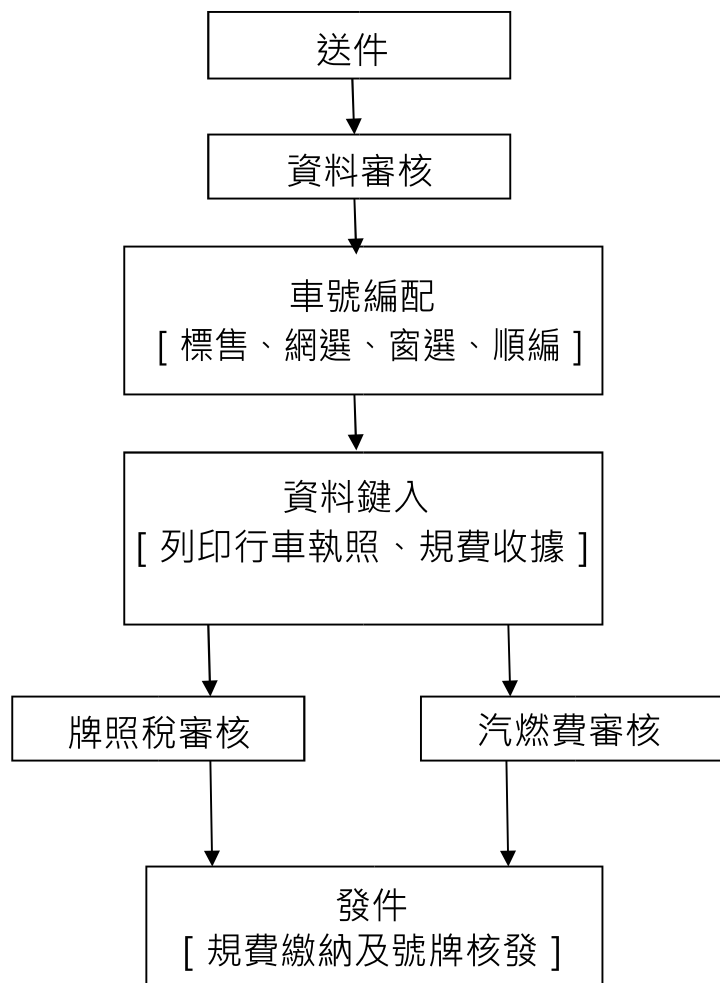 送件
資料審核
車號編配
[ 標售、網選、窗選、順編 ]
資料鍵入
[ 列印行車執照、規費收據 ]
牌照稅審核
汽燃費審核
發件
[ 規費繳納及號牌核發 ]